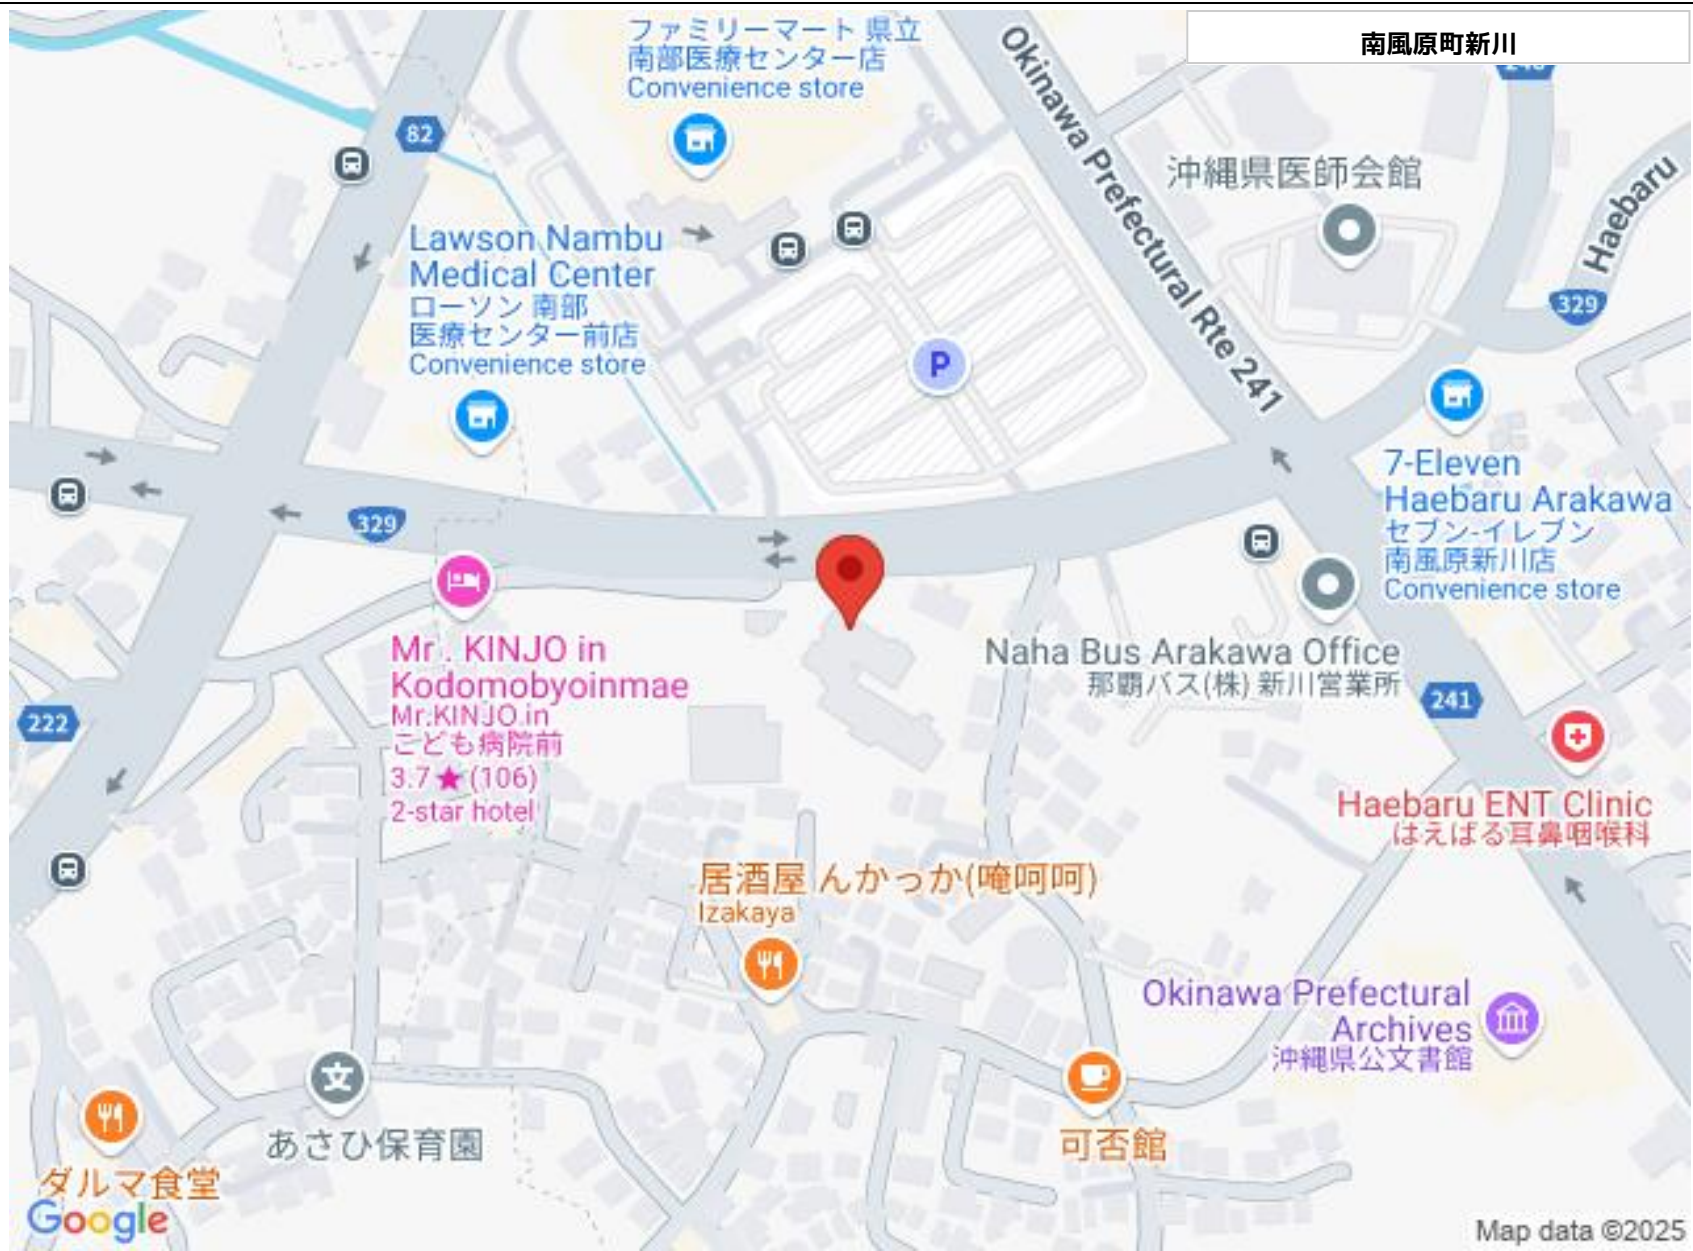 ファミリーマート 県立
南部医療センター店
Convenience store
南風原町新川
Okinawa Prefectural Rte 241
82
沖縄県医師会館
Haebaru
329
Lawson Nambu
Medical Center
ローソン 南部
医療センター前店
Convenience store
P
7-Eleven
Haebaru Arakawa
セブン-イレブン
南風原新川店
Convenience store
329
Mr . KINJO in
Kodomobyoinmae
Mr.KINJO in
こども病院前
3.7★(106)
2-star hotel
Naha Bus Arakawa Office
那覇バス(株) 新川営業所
222
241
Haebaru ENT Clinic
はえばる耳鼻咽喉科
居酒屋 んかっか(唵呵呵)
Izakaya
Okinawa Prefectural
Archives
沖縄県公文書館
文
あさひ保育園
可否館
ダルマ食堂
Google
Map data ©2025